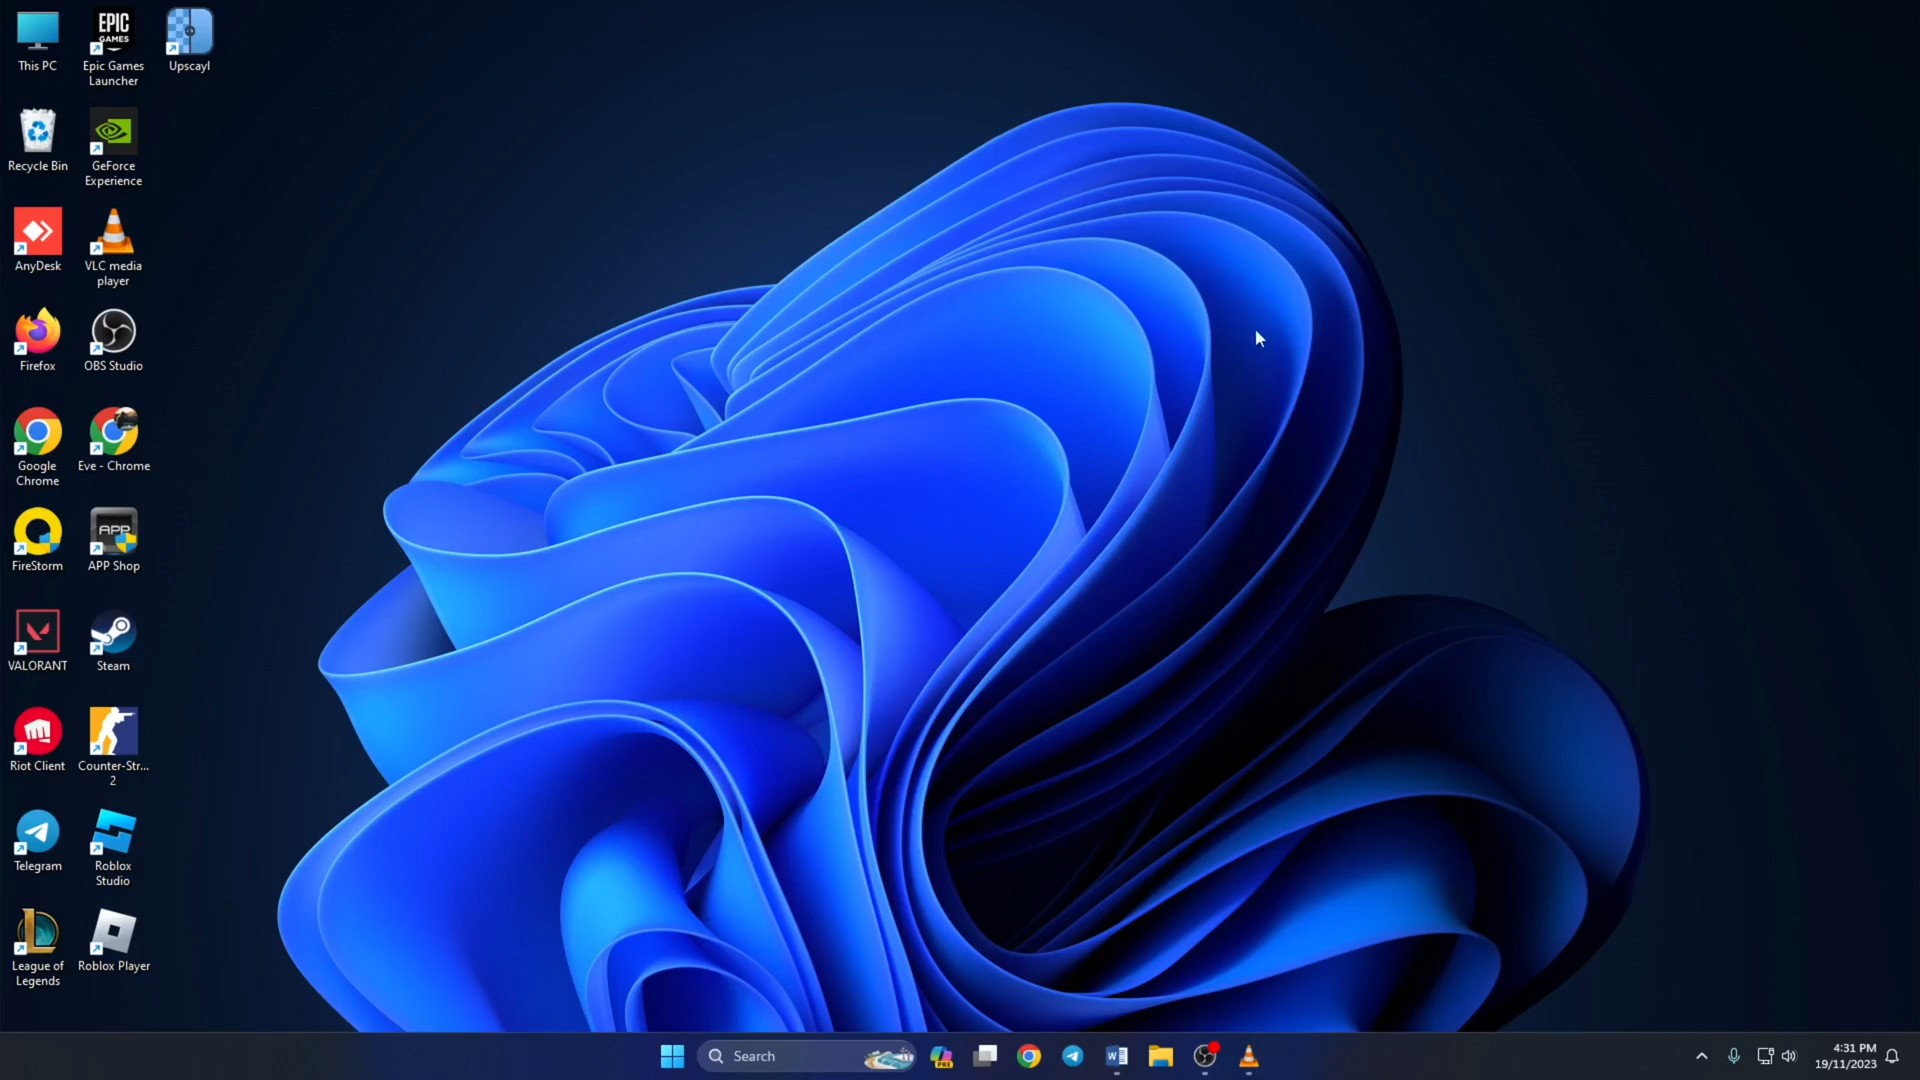 This PC
EPIC
GAMES
Epic Games
Launcher
Upscayl
Recycle Bin
GeForce
Experience
AnyDesk
VLC media
player
Firefox
OBS Studio
Google
Chrome
Eve - Chrome
FireStorm
APP
APP Shop
VALORANT
Steam
Riot Client
Counter-Str...
2
Telegram
Roblox
Studio
League of
Legends
Roblox Player
Search
PRE
W
4:31 PM
19/11/2023